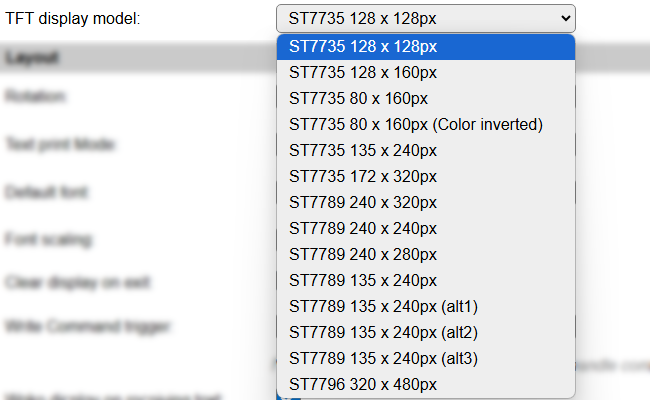 TFT display model:
ST7735 128 x 128px
ST7735 128 x 128px
Layout
ST7735 128 x 160px
Rotation:
ST7735 80 x 160px
ST7735 80 x 160px (Color inverted)
Text print Mode:
ST7735 135 x 240px
ST7735 172 x 320px
Default font:
ST7789 240 x 320px
ST7789 240 x 240px
Font scaling:
ST7789 240 x 280px
Clear display on exit:
ST7789 135 x 240px
ST7789 135 x 240px (alt1)
Write Command trigger:
ST7789 135 x 240px (alt2)
ST7789 135 x 240px (alt3)
ST7796 320 x 480px